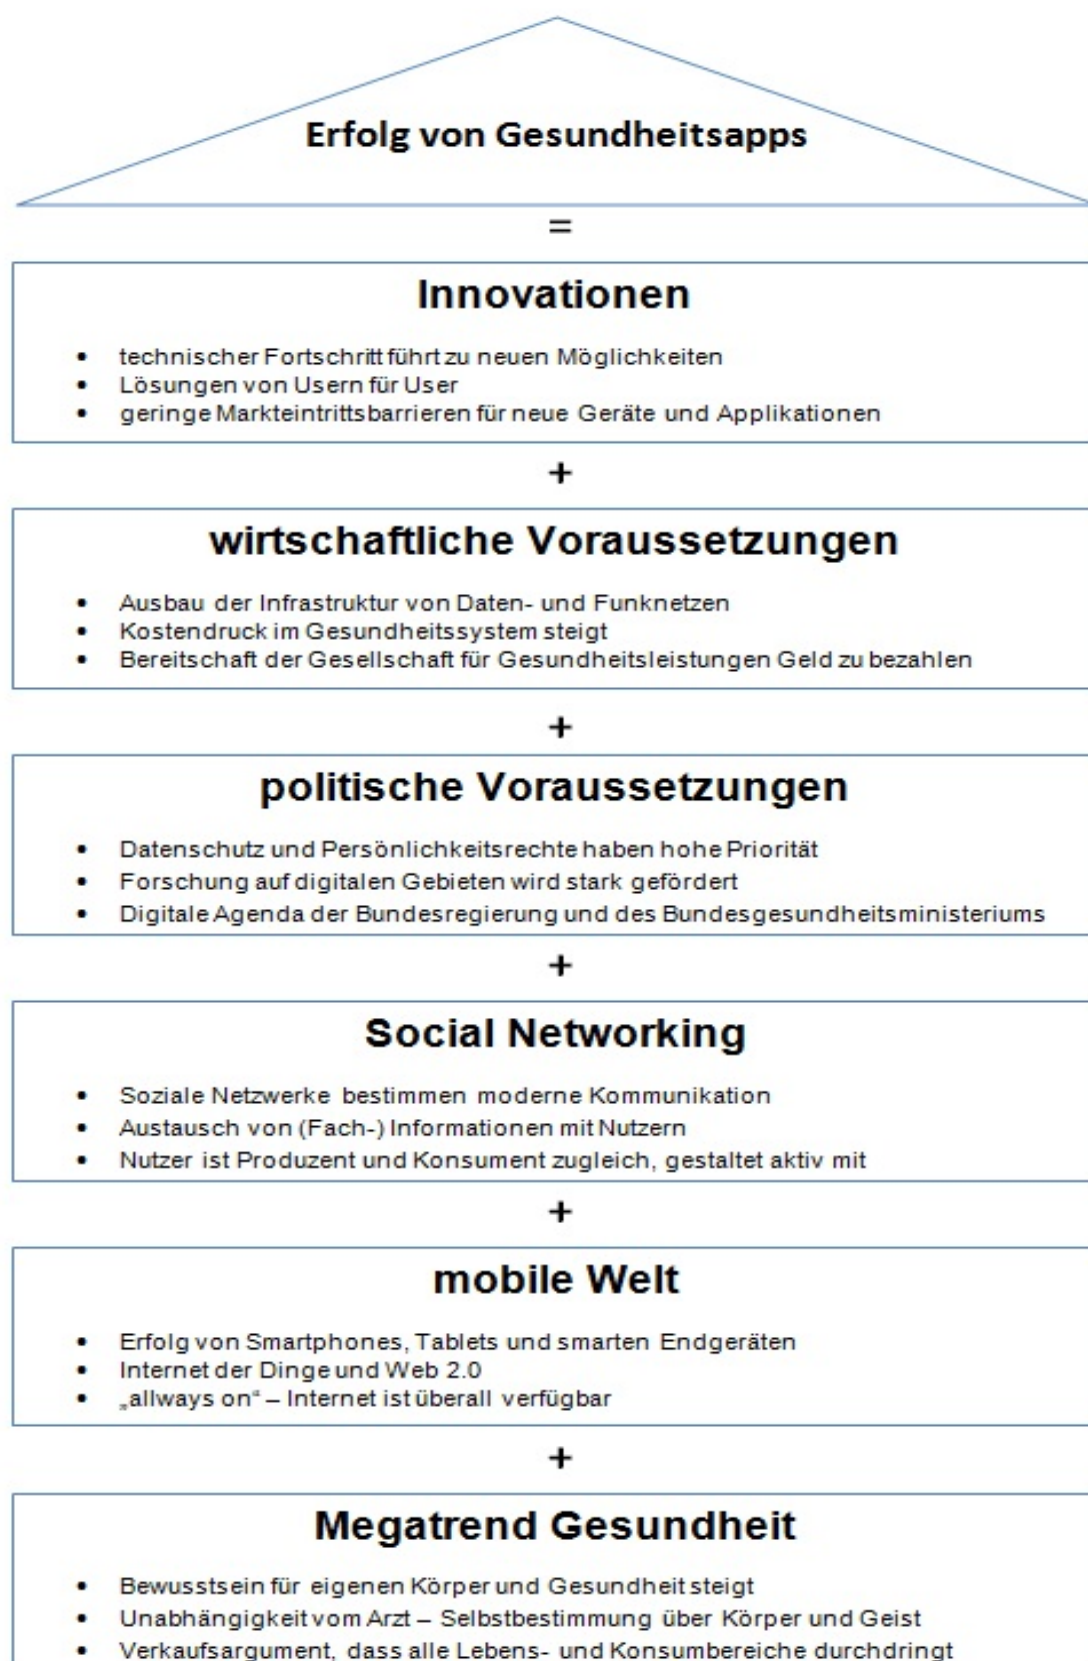 Erfolg von Gesundheitsapps
=
Innovationen
• technischer Fortschritt führt zu neuen Möglichkeiten
• Lösungen von Usern für User
• geringe Markteintrittsbarrieren für neue Geräte und Applikationen
+
wirtschaftliche Voraussetzungen
• Ausbau der Infrastruktur von Daten- und Funknetzen
• Kostendruck im Gesundheitssystem steigt
• Bereitschaft der Gesellschaft für Gesundheitsleistungen Geld zu bezahlen
+
politische Voraussetzungen
• Datenschutz und Persönlichkeitsrechte haben hohe Priorität
• Forschung auf digitalen Gebieten wird stark gefördert
• Digitale Agenda der Bundesregierung und des Bundesgesundheitsministeriums
+
Social Networking
• Soziale Netzwerke bestimmen moderne Kommunikation
• Austausch von (Fach-) Informationen mit Nutzern
• Nutzer ist Produzent und Konsument zugleich, gestaltet aktiv mit
+
mobile Welt
• Erfolg von Smartphones, Tablets und smarten Endgeräten
• Internet der Dinge und Web 2.0
• „allways on“ – Internet ist überall verfügbar
+
Megatrend Gesundheit
• Bewusstsein für eigenen Körper und Gesundheit steigt
• Unabhängigkeit vom Arzt – Selbstbestimmung über Körper und Geist
• Verkaufsargument, dass alle Lebens- und Konsumbereiche durchdringt